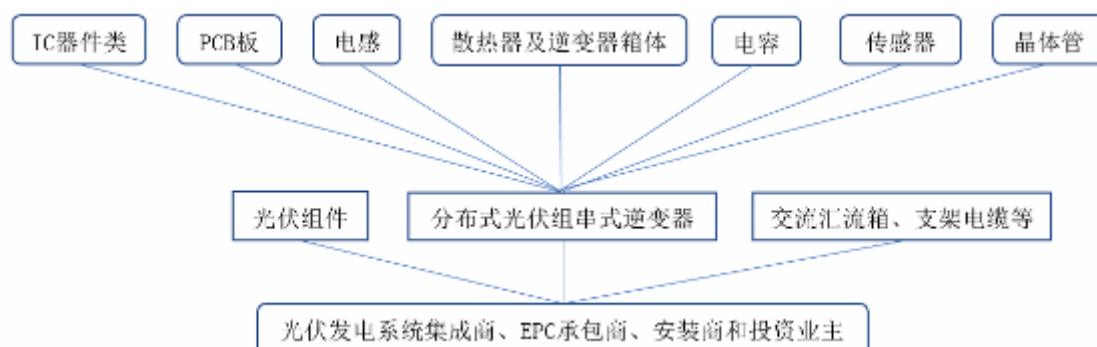 IC器件类
PCB板
电感
散热器及逆变器箱体
电容
传感器
晶体管
光伏组件
分布式光伏组串式逆变器
交流汇流箱、支架电缆等
光伏发电系统集成商、EPC承包商、安装商和投资业主